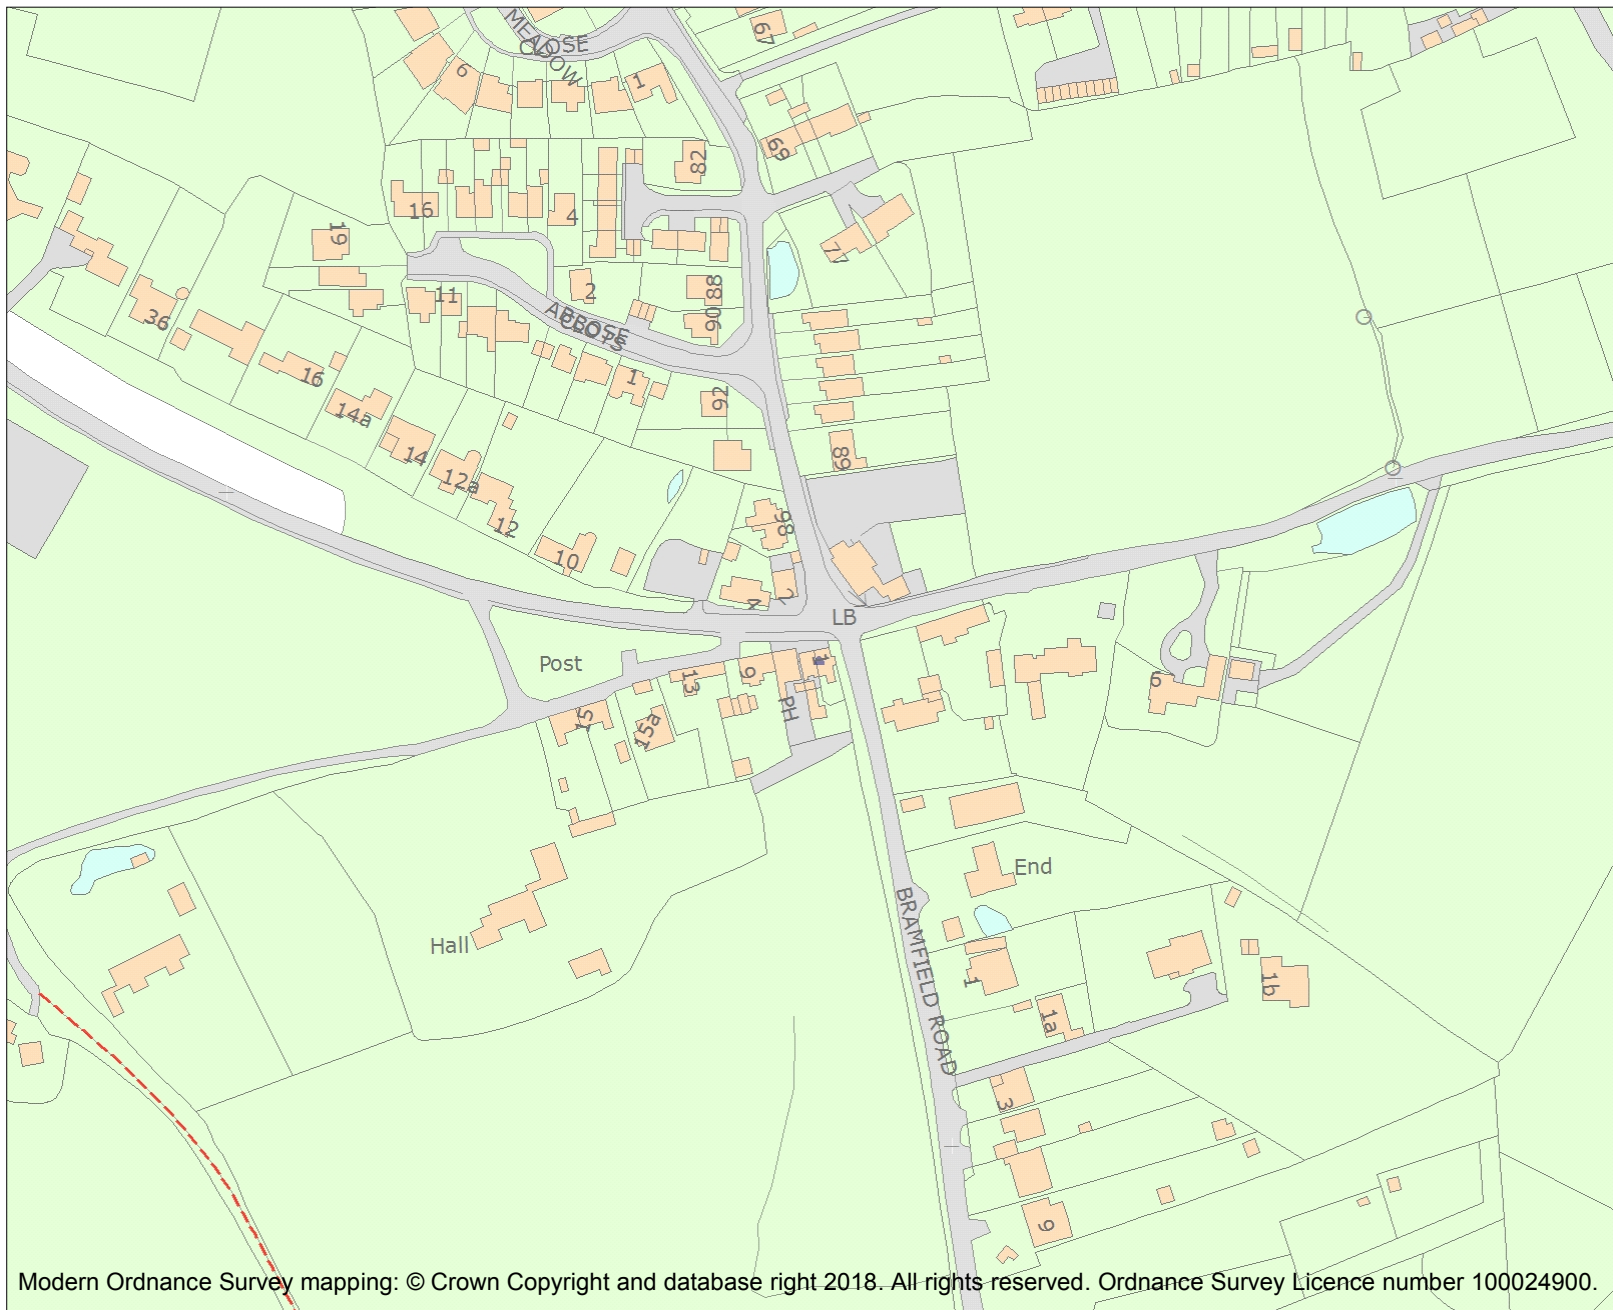 MEADOW
CLOSE
67
6
1
69
82
16
4
19
77
2
88
11
90
ABBOTS
CLOSE
36
16
1
92
14a
14
89
12a
12
98
10
4
2
LB
Post
13
9
1
6
PH
15
15a
End
BRAMFIELD ROAD
Hall
1
1b
1a
3
9
Modern Ordnance Survey mapping: © Crown Copyright and database right 2018. All rights reserved. Ordnance Survey Licence number 100024900.